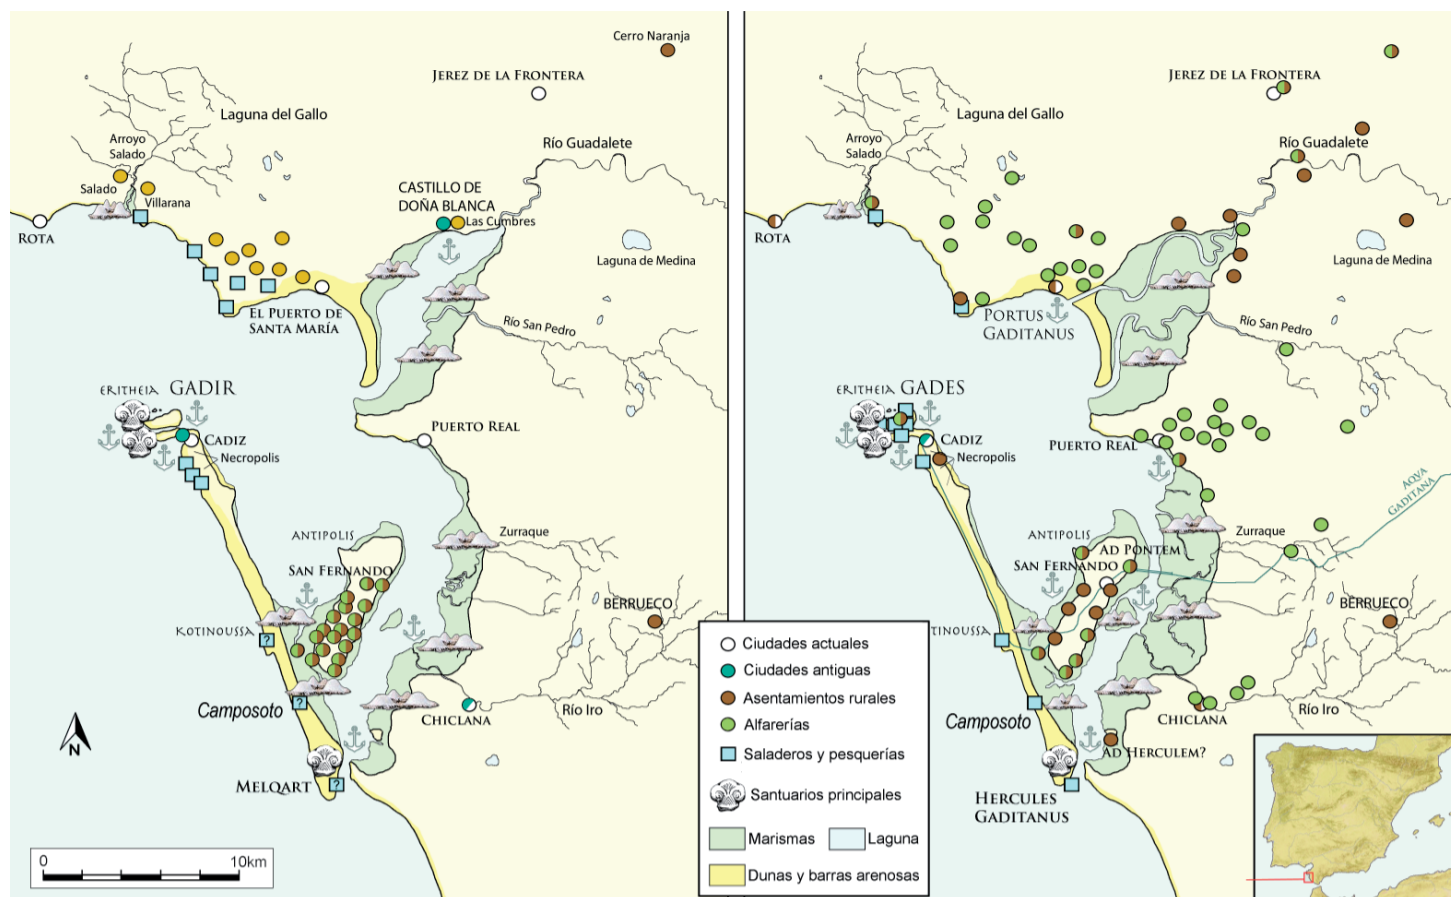 Cerro Naranja
JEREZ DE LA FRONTERA
Laguna del Gallo
Arroyo
Salado
Río Guadalete
Salado
Villarana
CASTILLO DE
DOÑA BLANCA
Las Cumbres
ROTA
Laguna de Medina
EL PUERTO DE
SANTA MARÍA
Río San Pedro
ERITHEIA
GADIR
CADIZ
Necropolis
PUERTO REAL
ANTIPOLIS
Zurraque
SAN FERNANDO
BERRUECO
KOTINOUSSA
?
Camposoto
?
CHICLANA
Río Iro
N
MELQART
?
0
10km
JEREZ DE LA FRONTERA
Laguna del Gallo
Arroyo
Salado
Río Guadalete
ROTA
Laguna de Medina
PORTUS
GADITANUS
Río San Pedro
ERITHEIA
GADES
CADIZ
Necropolis
PUERTO REAL
AQVA
GADITANA
ANTIPOLIS
Zurraque
AD PONTEM
SAN FERNANDO
BERRUECO
TINOUSSA
Camposoto
CHICLANA
Río Iro
AD HERCULEM?
HERCULES
GADITANUS
Ciudades actuales
Ciudades antiguas
Asentamientos rurales
Alfarerías
Saladeros y pesquerías
Santuarios principales
Marismas
Laguna
Dunas y barras arenosas